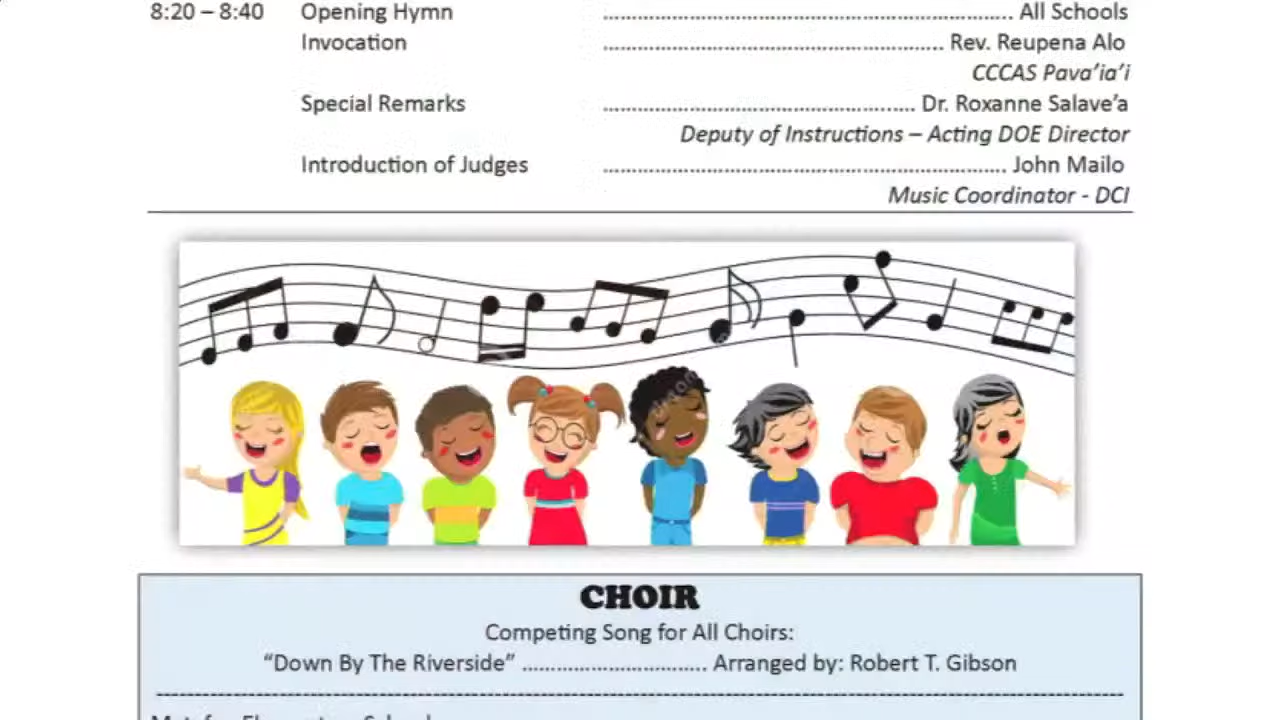 8:20 – 8:40 Opening Hymn ................................................................ All Schools
Invocation ................................................................ Rev. Reupena Alo
CCCAS Pava’ia’i
Special Remarks ................................................................ Dr. Roxanne Salave’a
Deputy of Instructions – Acting DOE Director
Introduction of Judges ................................................................ John Mailo
Music Coordinator - DCI
CHOIR
Competing Song for All Choirs:
“Down By The Riverside” ................................. Arranged by: Robert T. Gibson